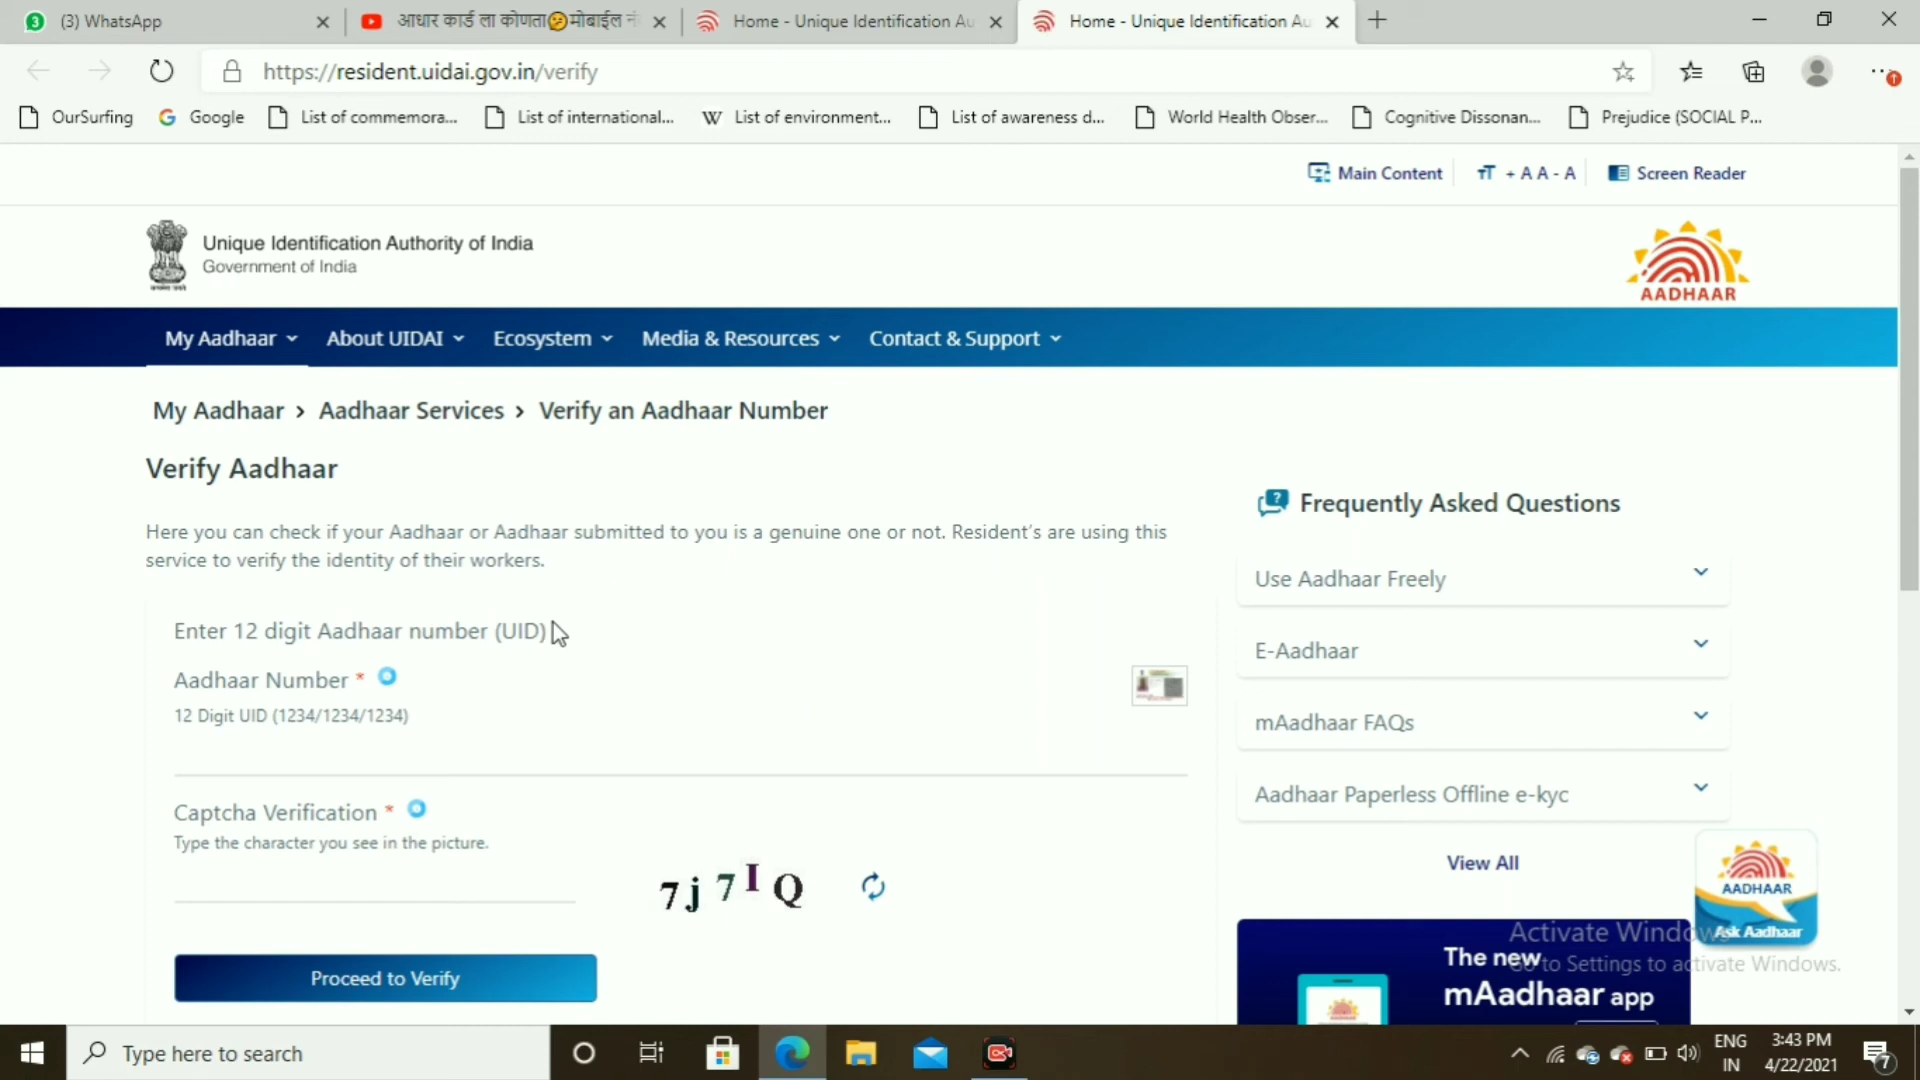 3 (3) WhatsApp
आधार कार्ड ला कोणता🤔मोबाईल नं
Home - Unique Identification Au
Home - Unique Identification Au
https://resident.uidai.gov.in/verify
OurSurfing
Google
List of commemora...
List of international...
W List of environment...
List of awareness d...
World Health Obser...
Cognitive Dissonan...
Prejudice (SOCIAL P...
Main Content
+ A A - A
Screen Reader
Unique Identification Authority of India
Government of India
AADHAAR
My Aadhaar
About UIDAI
Ecosystem
Media & Resources
Contact & Support
My Aadhaar > Aadhaar Services > Verify an Aadhaar Number
Verify Aadhaar
Here you can check if your Aadhaar or Aadhaar submitted to you is a genuine one or not. Resident's are using this
service to verify the identity of their workers.
Enter 12 digit Aadhaar number (UID)
Aadhaar Number *
12 Digit UID (1234/1234/1234)
Captcha Verification *
Type the character you see in the picture.
7j7IQ
Proceed to Verify
Frequently Asked Questions
Use Aadhaar Freely
E-Aadhaar
mAadhaar FAQs
Aadhaar Paperless Offline e-kyc
View All
AADHAAR
Ask Aadhaar
The new
mAadhaar app
Activate Windows
Go to Settings to activate Windows.
Type here to search
ENG
IN
3:43 PM
4/22/2021
7